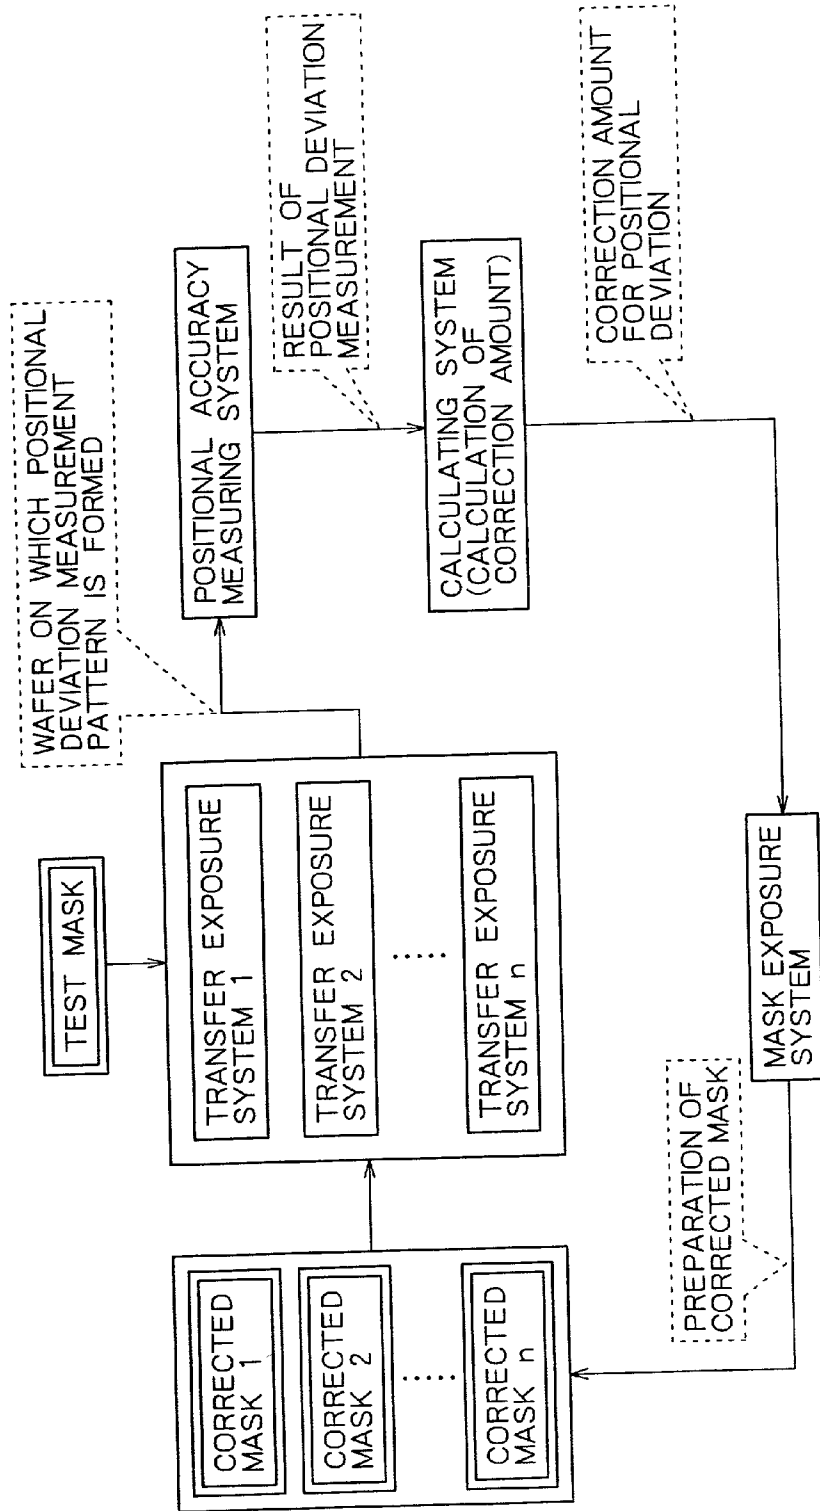 WAFER ON WHICH POSITIONAL
DEVIATION MEASUREMENT
PATTERN IS FORMED
TEST MASK
CORRECTED
MASK 1
CORRECTED
MASK 2
.....
CORRECTED
MASK n
TRANSFER EXPOSURE
SYSTEM 1
TRANSFER EXPOSURE
SYSTEM 2
.....
TRANSFER EXPOSURE
SYSTEM n
POSITIONAL ACCURACY
MEASURING SYSTEM
RESULT OF
POSITIONAL DEVIATION
MEASUREMENT
CALCULATING SYSTEM
(CALCULATION OF
CORRECTION AMOUNT)
CORRECTION AMOUNT
FOR POSITIONAL
DEVIATION
MASK EXPOSURE
SYSTEM
PREPARATION OF
CORRECTED MASK